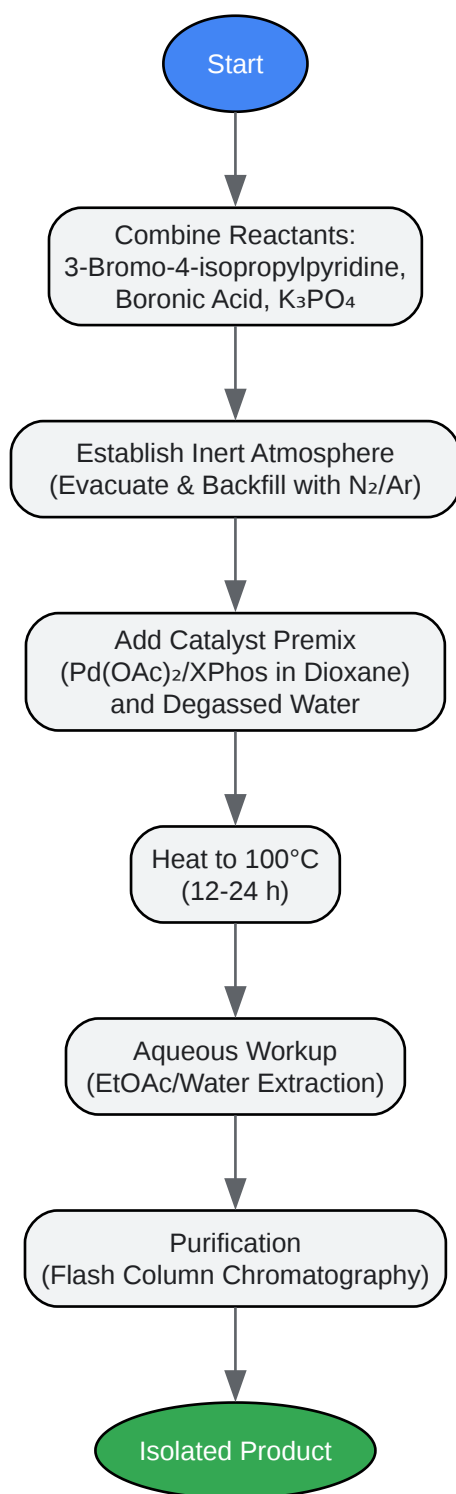 Start
Combine Reactants:
3-Bromo-4-isopropylpyridine,
Boronic Acid, K₃PO₄
Establish Inert Atmosphere
(Evacuate & Backfill with N₂/Ar)
Add Catalyst Premix
(Pd(OAc)₂/XPhos in Dioxane)
and Degassed Water
Heat to 100°C
(12-24 h)
Aqueous Workup
(EtOAc/Water Extraction)
Purification
(Flash Column Chromatography)
Isolated Product